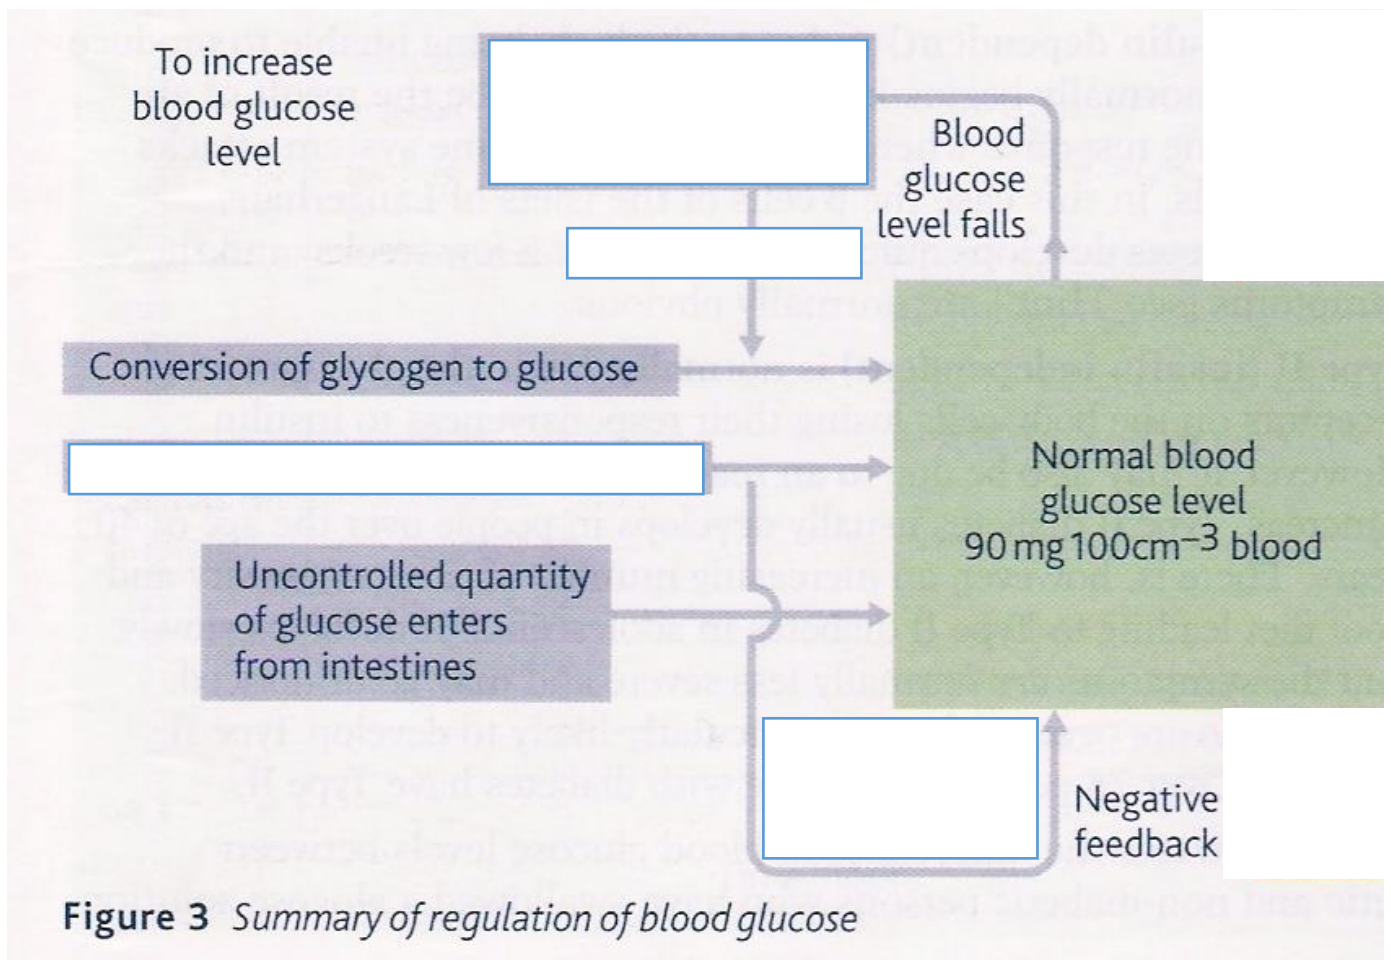 To increase
blood glucose
level
Blood
glucose
level falls
Conversion of glycogen to glucose
Normal blood
glucose level
90 mg 100cm⁻³ blood
Uncontrolled quantity
of glucose enters
from intestines
Negative
feedback
Figure 3 Summary of regulation of blood glucose